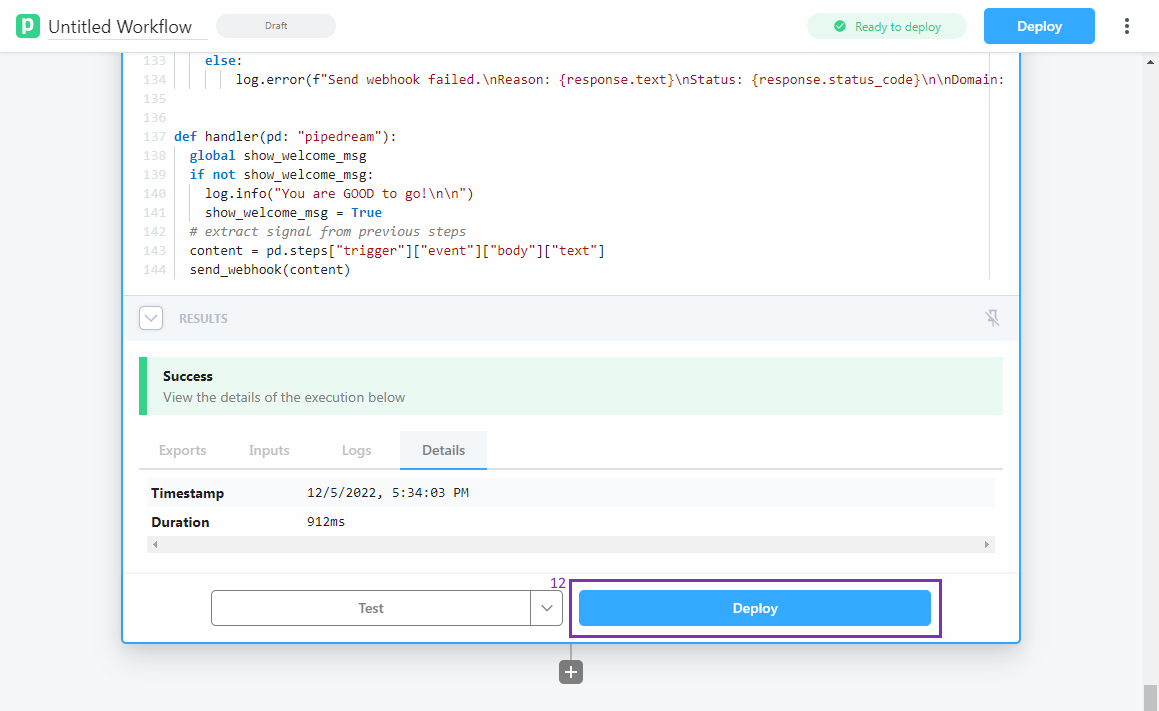 p Untitled Workflow Draft Ready to deploy Deploy
133 else:
134 log.error(f"Send webhook failed.\nReason: {response.text}\nStatus: {response.status_code}\n\nDomain:
135
136
137 def handler(pd: "pipedream"):
138 global show_welcome_msg
139 if not show_welcome_msg:
140 log.info("You are GOOD to go!\n\n")
141 show_welcome_msg = True
142 # extract signal from previous steps
143 content = pd.steps["trigger"]["event"]["body"]["text"]
144 send_webhook(content)
RESULTS
Success
View the details of the execution below
Exports Inputs Logs Details
Timestamp 12/5/2022, 5:34:03 PM
Duration 912ms
12
Test Deploy